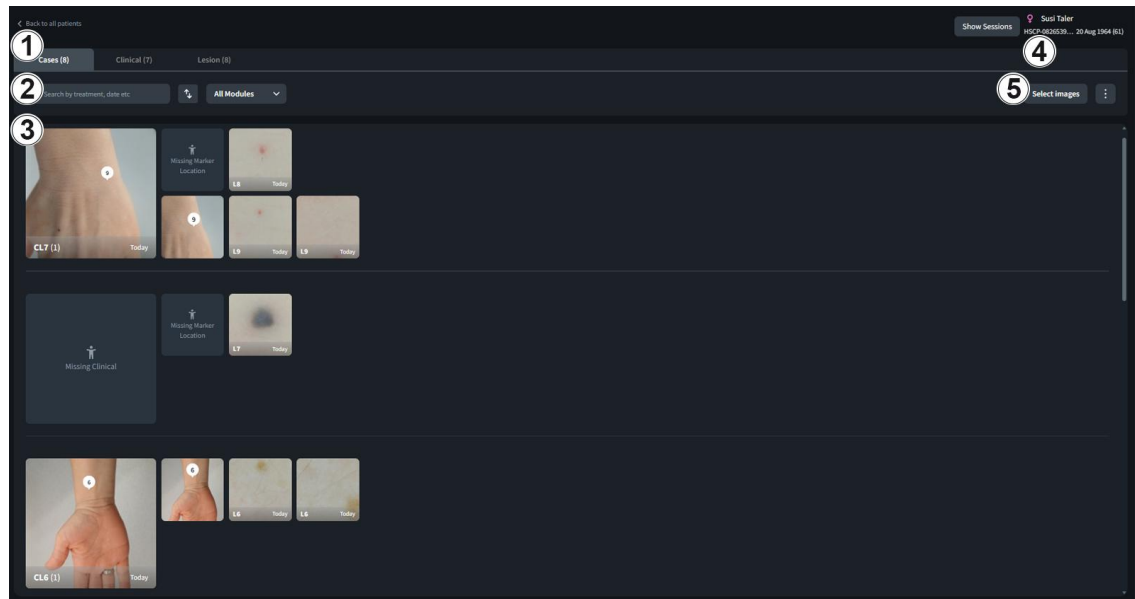 Back to all patients
Show Sessions
Susi Taler
HSCP-0826539... 20 Aug 1964 (61)
1
4
Cases (8)
Clinical (7)
Lesion (8)
2
Search by treatment, date etc
All Modules
5
Select images
3
9
CL7 (1)
Today
Missing Marker
Location
L8
Today
9
L9
Today
L9
Today
Missing Clinical
Missing Marker
Location
L7
Today
6
CL6 (1)
Today
6
L6
Today
L6
Today